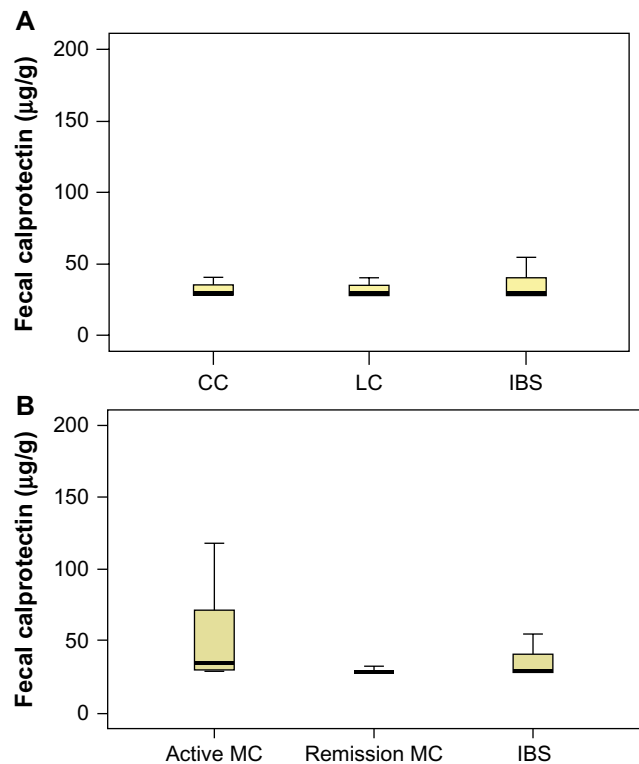 A
Fecal calprotectin (µg/g)
200
150
100
50
0
CC LC IBS
B
Fecal calprotectin (µg/g)
200
150
100
50
0
Active MC Remission MC IBS